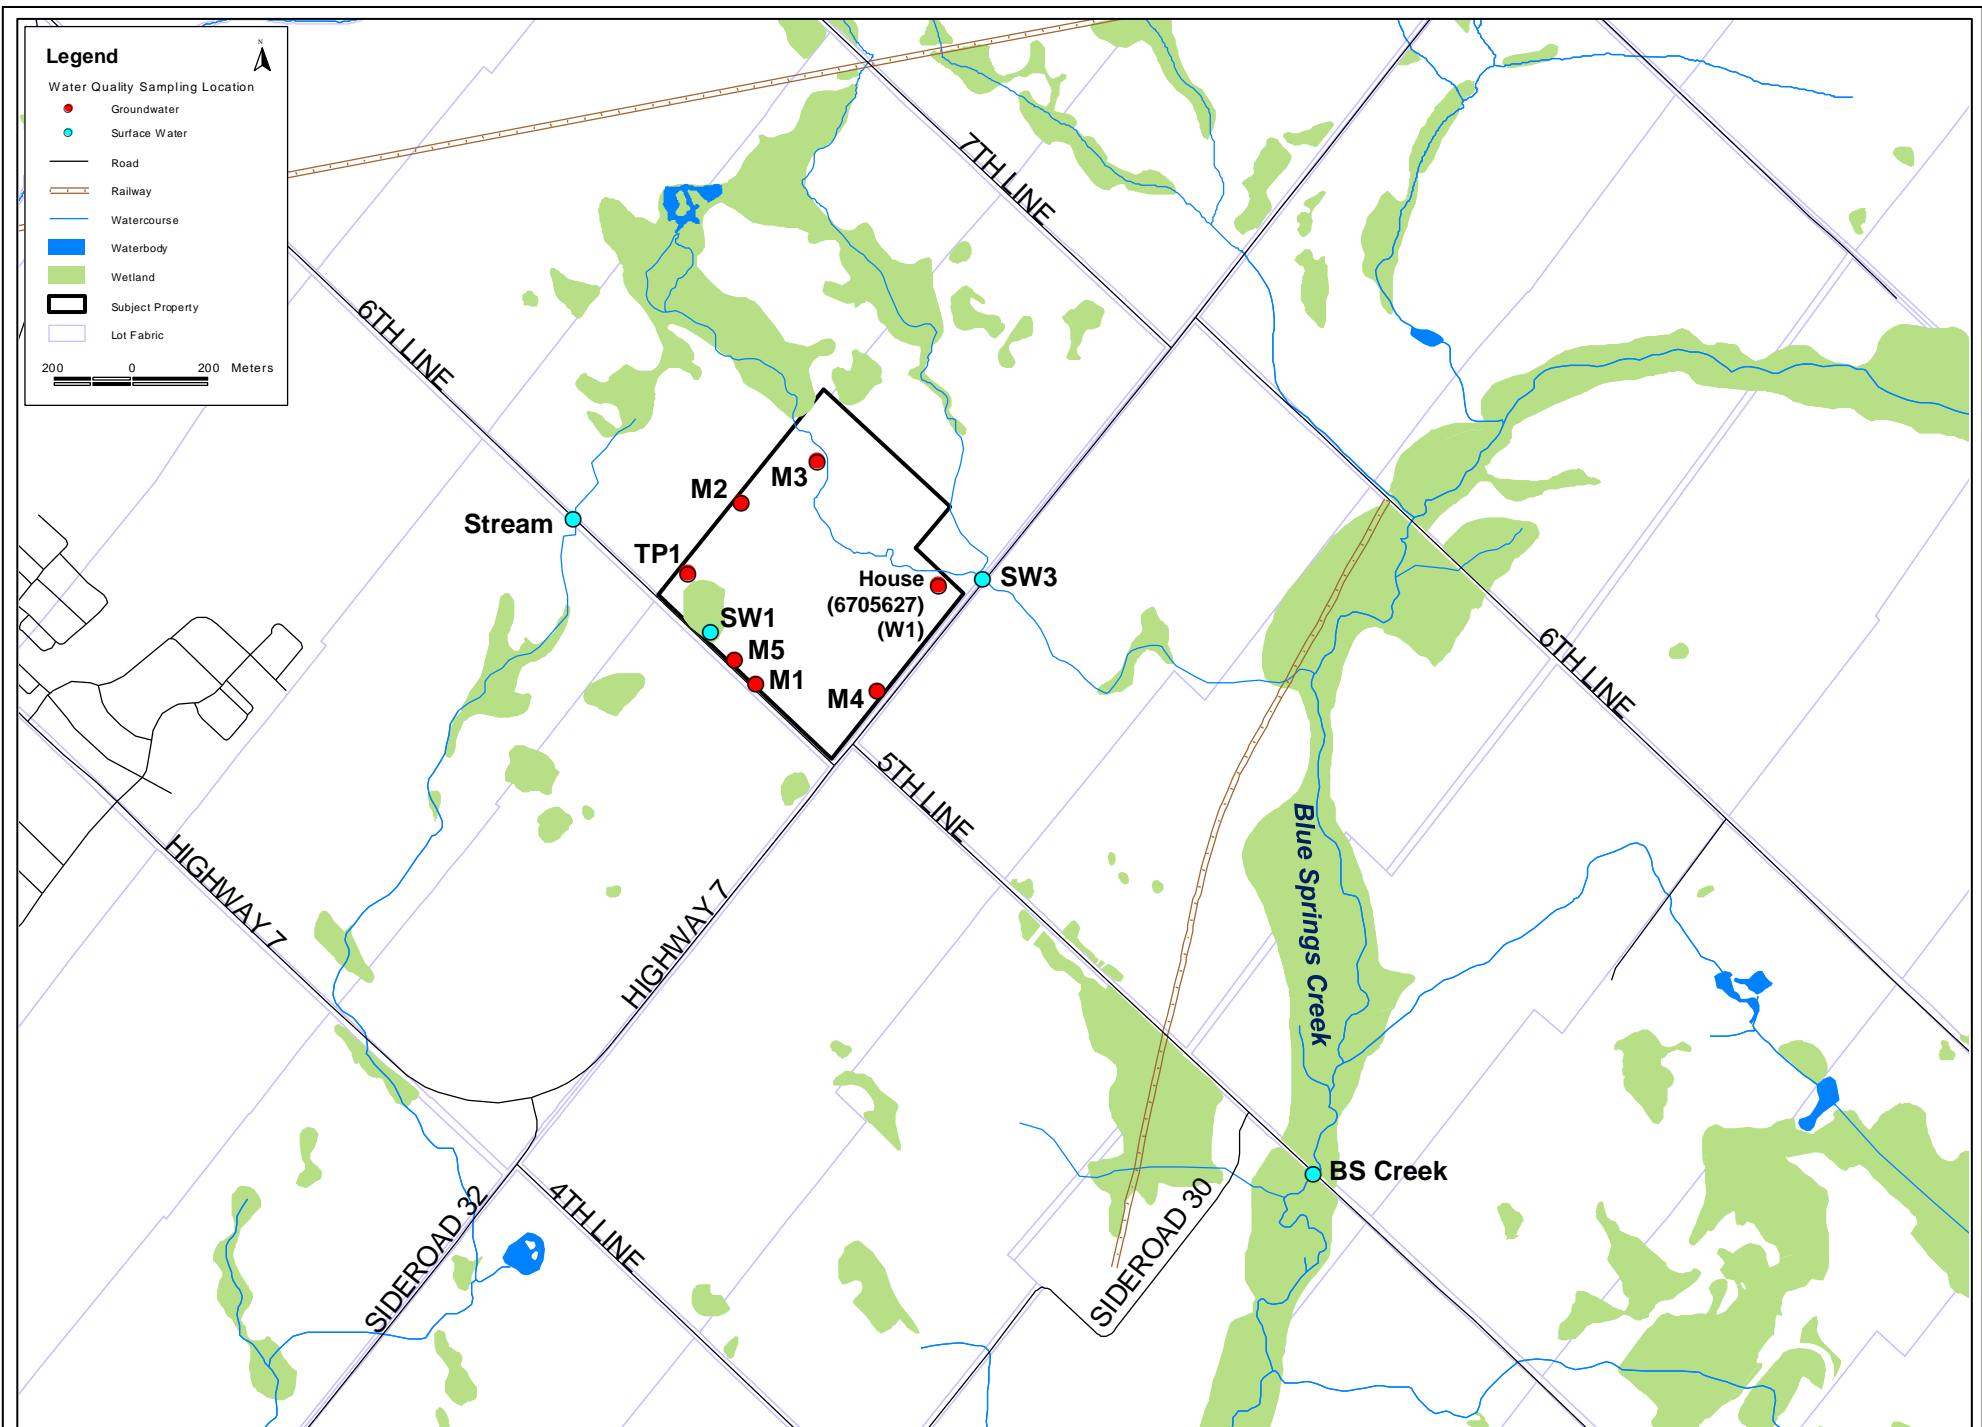 Legend
N
Water Quality Sampling Location
Groundwater
Surface Water
Road
Railway
Watercourse
Waterbody
Wetland
Subject Property
Lot Fabric
200 0 200 Meters
7TH LINE
6TH LINE
M3
M2
Stream
TP1
House
(6705627)
(W1)
SW3
SW1
M5
M1
M4
6TH LINE
5TH LINE
Blue Springs Creek
HIGHWAY 7
HIGHWAY 7
BS Creek
SIDEROAD 32
4TH LINE
SIDEROAD 30